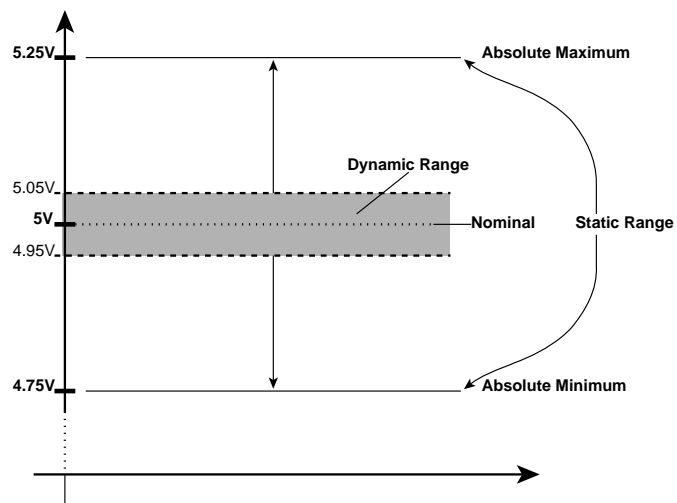 5.25V
Absolute Maximum
Dynamic Range
5.05V
5V
Nominal
Static Range
4.95V
4.75V
Absolute Minimum